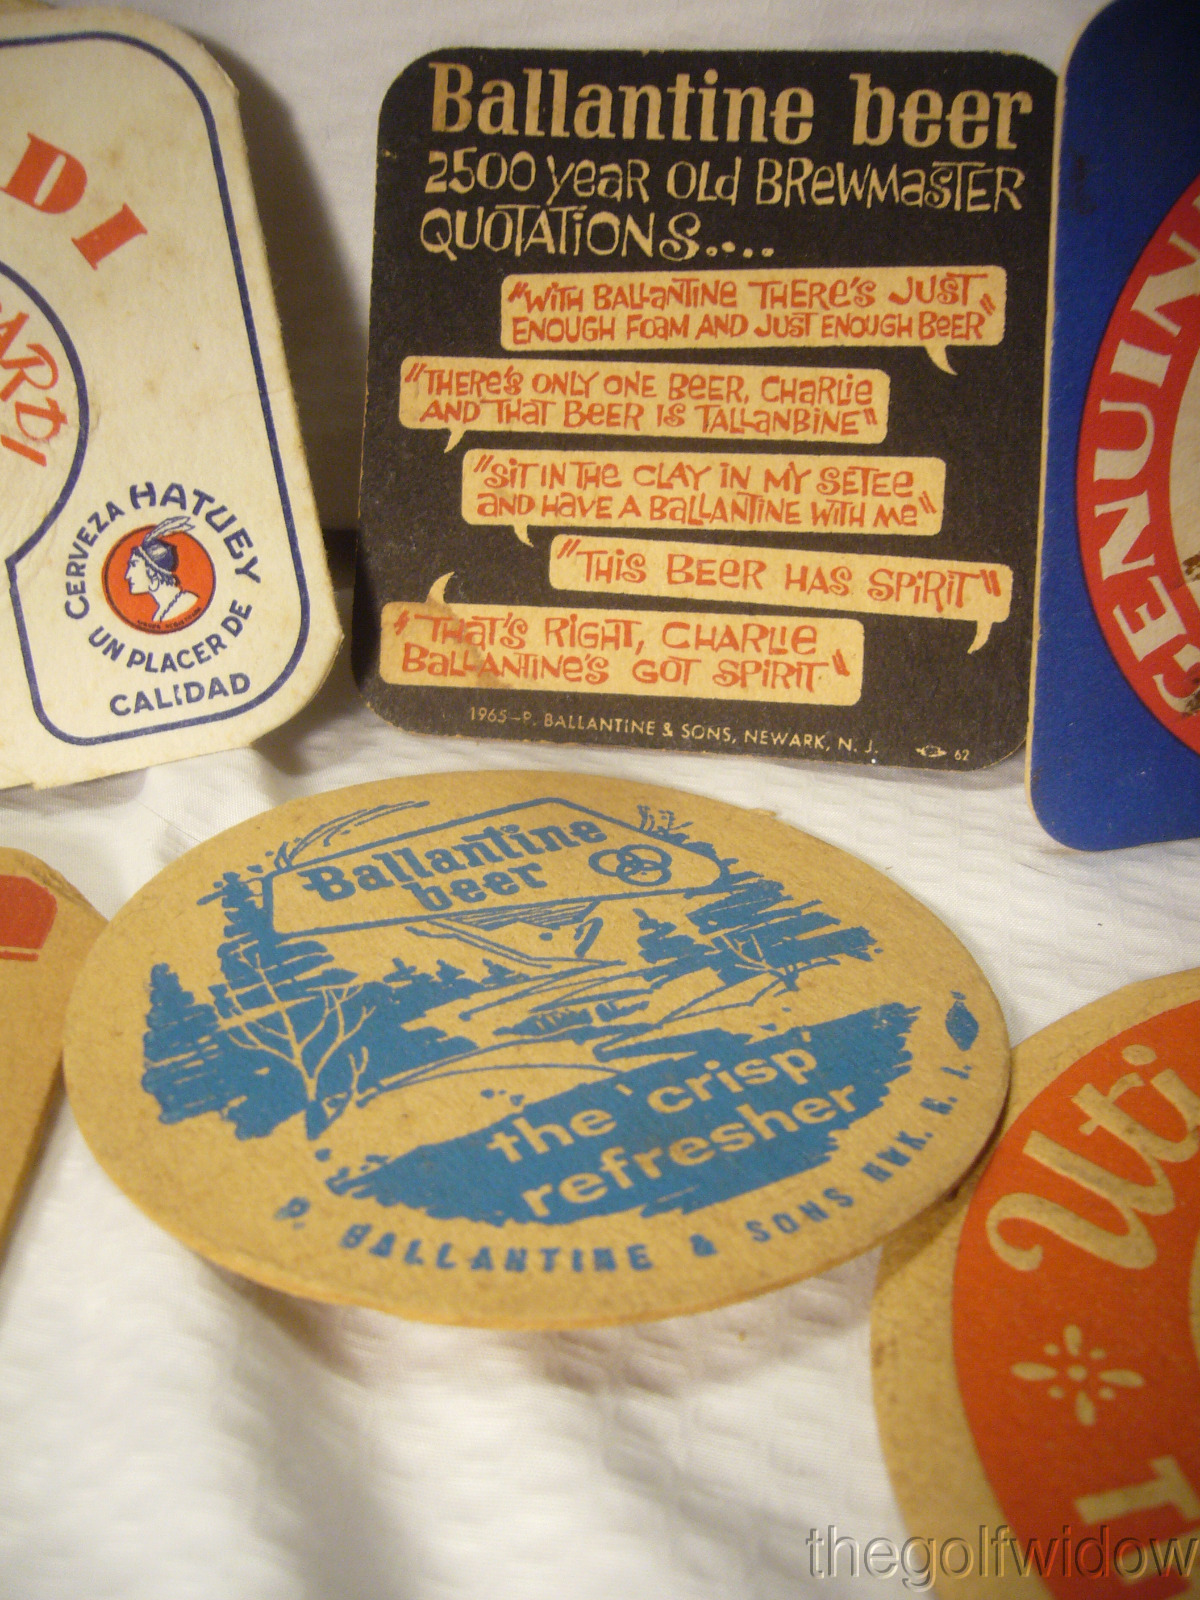 DI
CERVEZA HATUEY
UN PLACER DE
CALIDAD
Ballantine beer
2500 year old BREWMASTER
QUOTATIONS....
"WITH BALLANTINE THERE'S JUST
ENOUGH FOAM AND JUST ENOUGH BEER"
"THERE'S ONLY ONE BEER, CHARLIE
AND THAT BEER IS TALLANBINE"
"SIT IN THE CLAY IN MY SETEE
AND HAVE A BALLANTINE WITH ME"
"THIS BEER HAS SPIRIT"
"THAT'S RIGHT, CHARLIE
BALLANTINE'S GOT SPIRIT"
1965-P. BALLANTINE & SONS, NEWARK, N. J.
62
GENUIN
Ballantine
beer
the 'crisp'
refresher
P. BALLANTINE & SONS NWK. N. J.
Uti
thegolfwidow